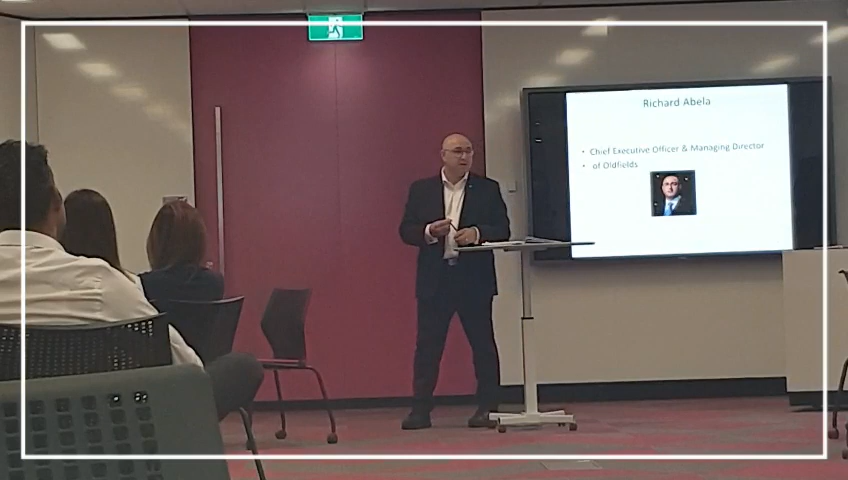 Richard Abela
• Chief Executive Officer & Managing Director
• of Oldfields